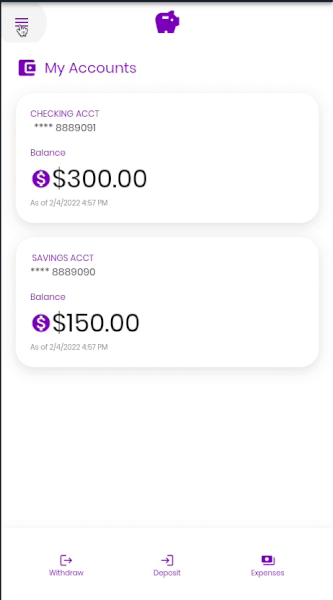 My Accounts
CHECKING ACCT
**** 8889091
Balance
$300.00
As of 2/4/2022 4:57 PM
SAVINGS ACCT
**** 8889090
Balance
$150.00
As of 2/4/2022 4:57 PM
Withdraw Deposit Expenses